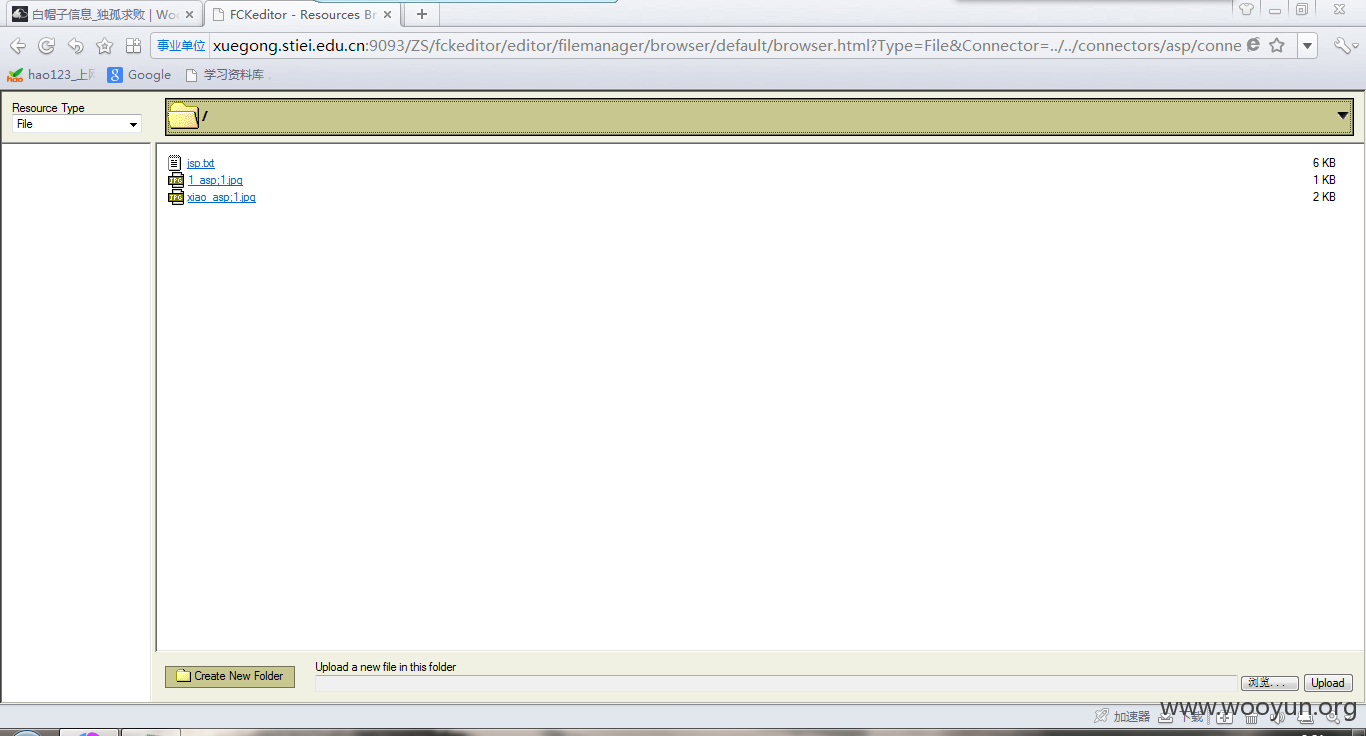 白帽子信息_独孤求败 | Woo
FCKeditor - Resources Br
事业单位 xuegong.stiei.edu.cn:9093/ZS/fckeditor/editor/filemanager/browser/default/browser.html?Type=File&Connector=../../connectors/asp/conne
hao123_上网 Google 学习资料库
Resource Type
File
/
jsp.txt 6 KB
1_asp;1.jpg 1 KB
xiao_asp;1.jpg 2 KB
Create New Folder
Upload a new file in this folder
浏览... Upload
加速器 下载
www.wooyun.org